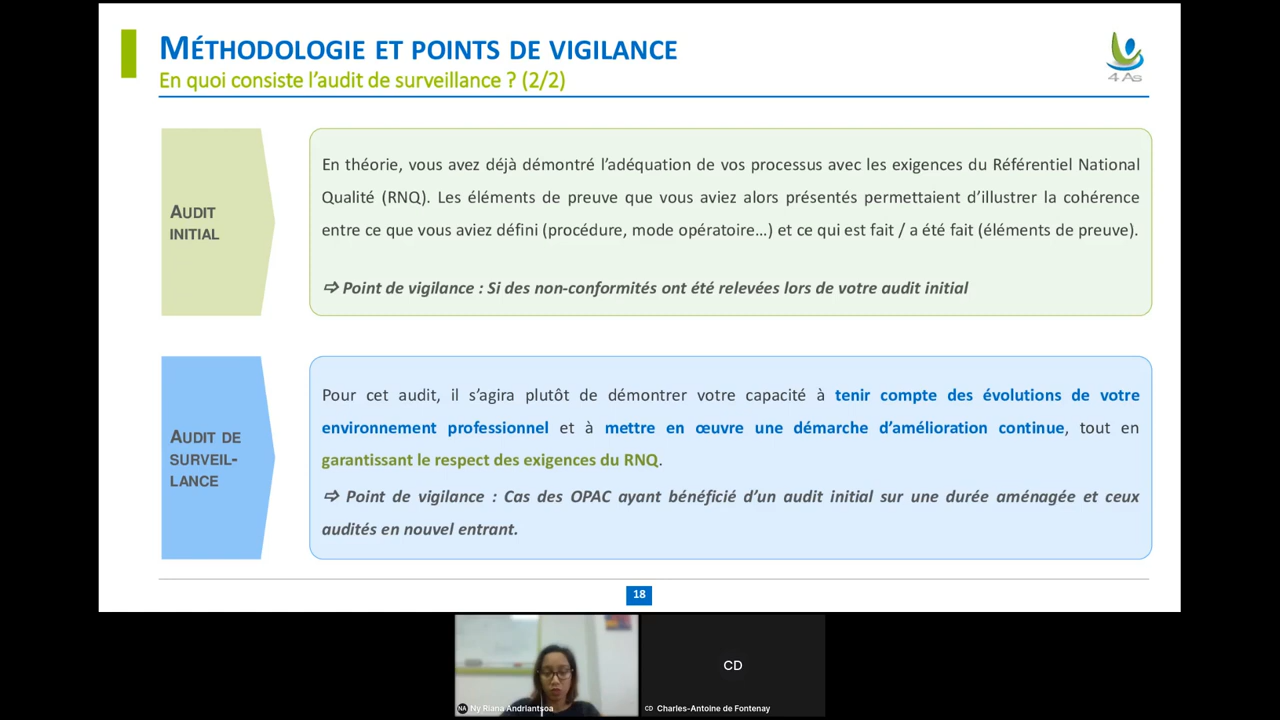 MÉTHODOLOGIE ET POINTS DE VIGILANCE
En quoi consiste l'audit de surveillance ? (2/2)
4 As
AUDIT
INITIAL
En théorie, vous avez déjà démontré l'adéquation de vos processus avec les exigences du Référentiel National
Qualité (RNQ). Les éléments de preuve que vous aviez alors présentés permettaient d'illustrer la cohérence
entre ce que vous aviez défini (procédure, mode opératoire…) et ce qui est fait / a été fait (éléments de preuve).
⇨ Point de vigilance : Si des non-conformités ont été relevées lors de votre audit initial
AUDIT DE
SURVEIL-
LANCE
Pour cet audit, il s'agira plutôt de démontrer votre capacité à tenir compte des évolutions de votre
environnement professionnel et à mettre en œuvre une démarche d'amélioration continue, tout en
garantissant le respect des exigences du RNQ.
⇨ Point de vigilance : Cas des OPAC ayant bénéficié d'un audit initial sur une durée aménagée et ceux
audités en nouvel entrant.
18
CD
NA Ny Riana Andriantsoa
CD Charles-Antoine de Fontenay